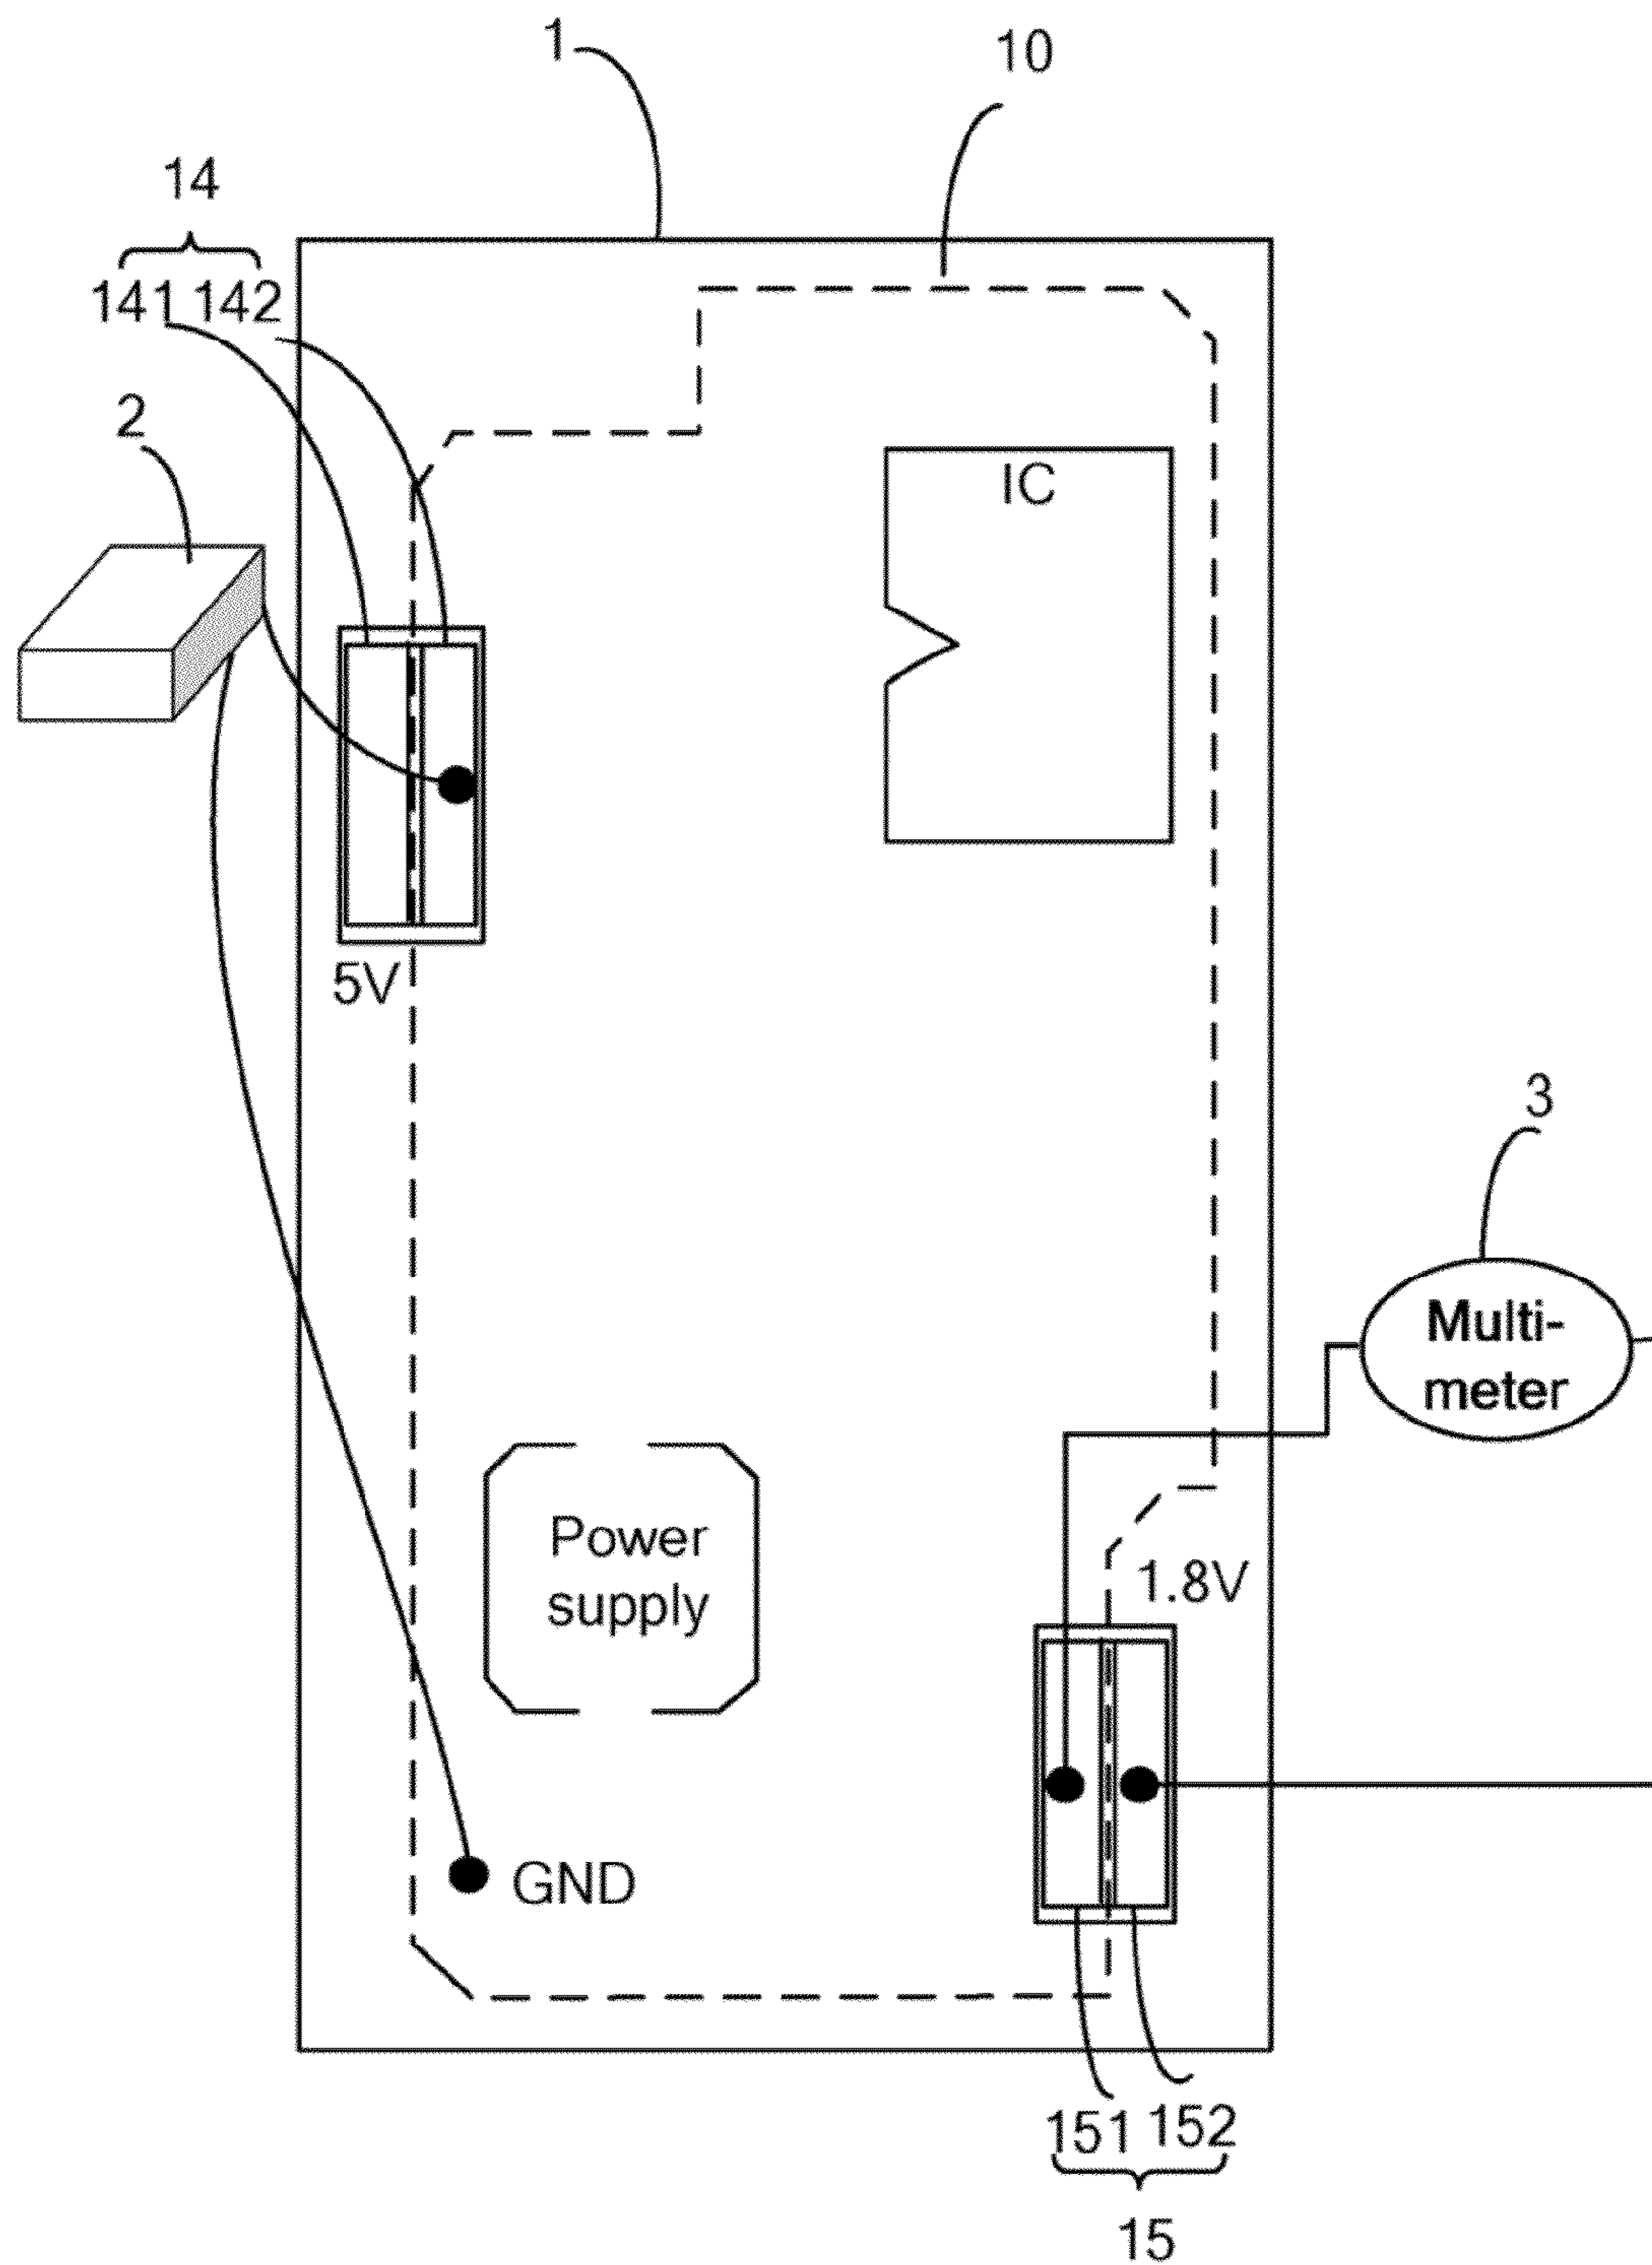 1
10
14
141 142
2
IC
5V
3
Multi-
meter
Power
supply
1.8V
GND
151 152
15